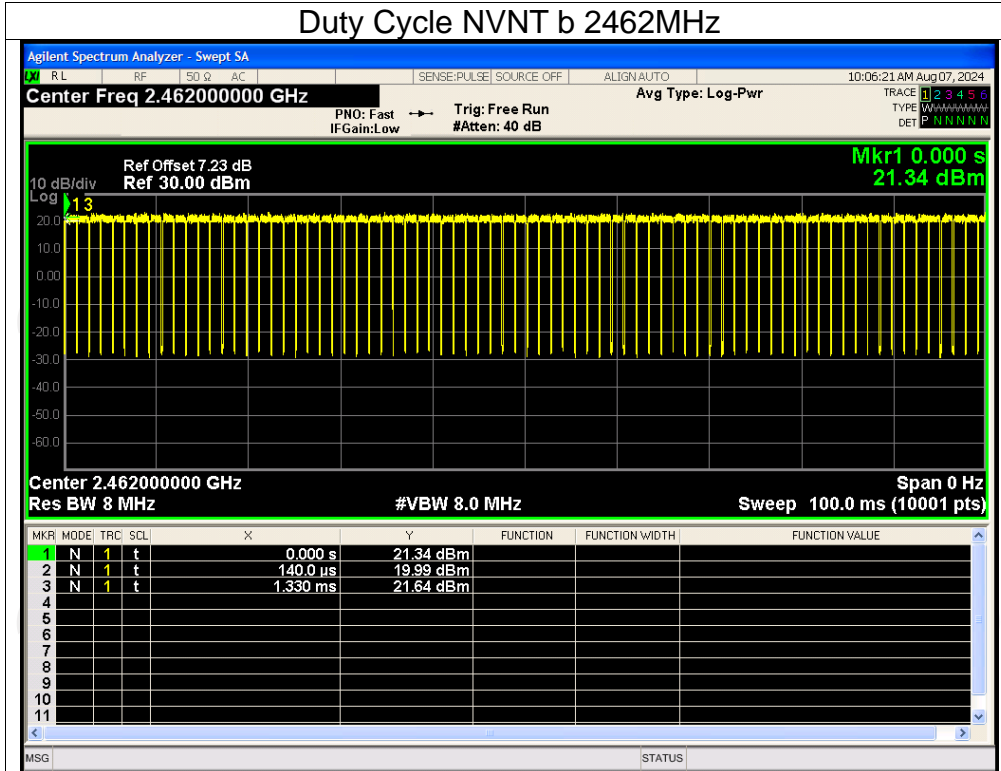 Duty Cycle NVNT b 2462MHz
Agilent Spectrum Analyzer - Swept SA
LXI RL RF 50 Ω AC SENSE:PULSE SOURCE OFF ALIGN AUTO 10:06:21 AM Aug 07, 2024
Center Freq 2.462000000 GHz
PNO: Fast
IFGain:Low
Trig: Free Run
#Atten: 40 dB
Avg Type: Log-Pwr
TRACE 1 2 3 4 5 6
TYPE WWWWWW
DET P N N N N N
Ref Offset 7.23 dB
10 dB/div Ref 30.00 dBm
Log
Mkr1 0.000 s
21.34 dBm
13
20.0
10.0
0.00
-10.0
-20.0
-30.0
-40.0
-50.0
-60.0
Center 2.462000000 GHz Span 0 Hz
Res BW 8 MHz #VBW 8.0 MHz Sweep 100.0 ms (10001 pts)
MKR MODE TRC SCL X Y FUNCTION FUNCTION WIDTH FUNCTION VALUE
1 N 1 t 0.000 s 21.34 dBm
2 N 1 t 140.0 µs 19.99 dBm
3 N 1 t 1.330 ms 21.64 dBm
4
5
6
7
8
9
10
11
MSG STATUS